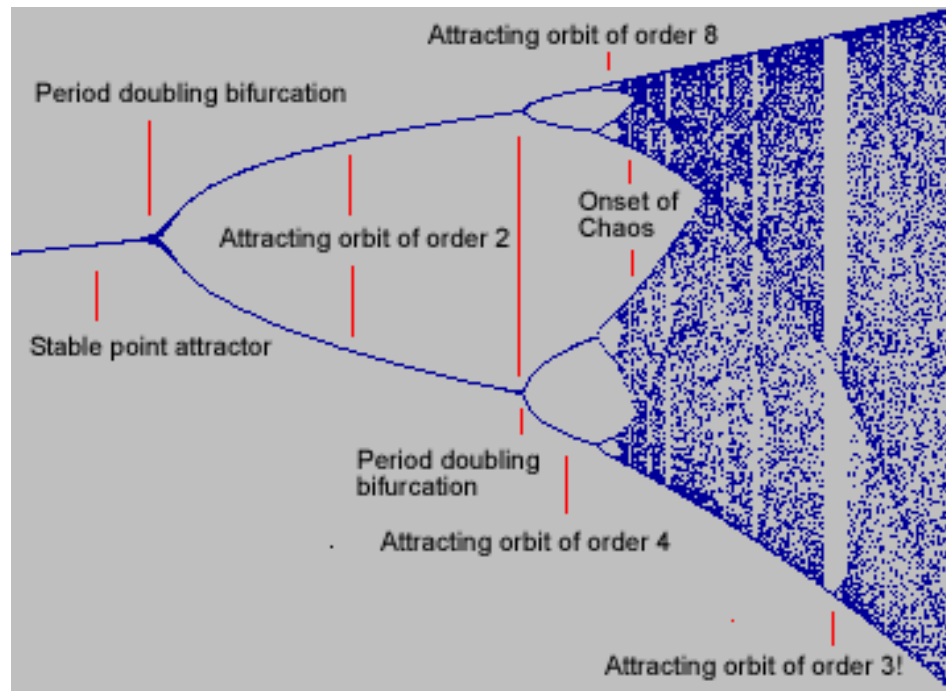 Attracting orbit of order 8
Period doubling bifurcation
Onset of
Chaos
Attracting orbit of order 2
Stable point attractor
Period doubling
bifurcation
Attracting orbit of order 4
Attracting orbit of order 3!